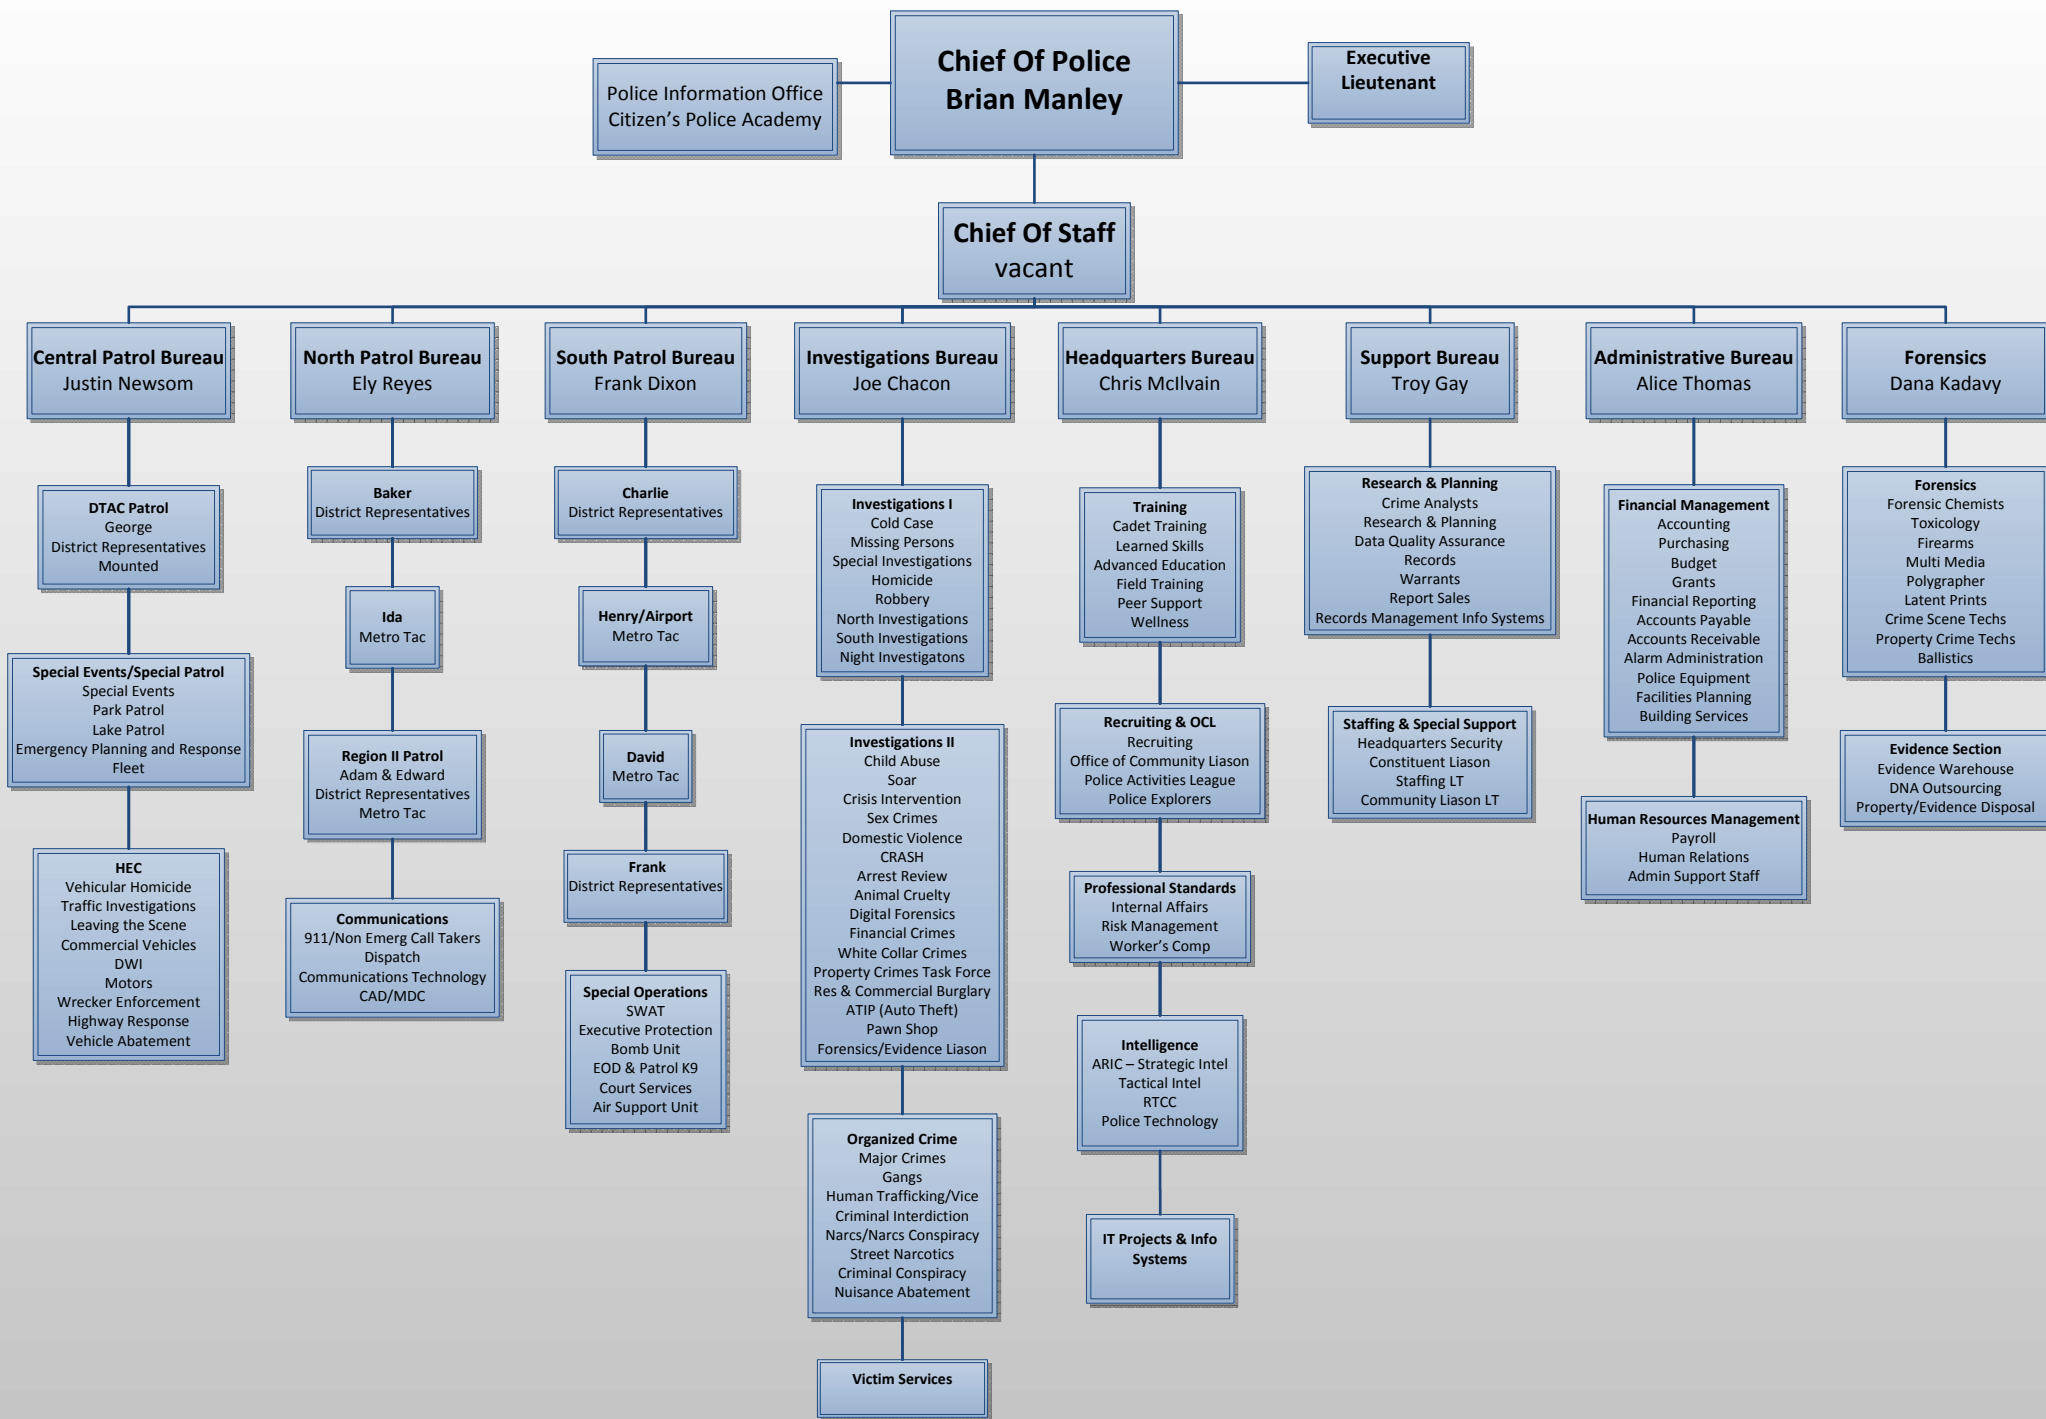 Chief Of Police
Brian Manley
Police Information Office
Citizen's Police Academy
Executive
Lieutenant
Chief Of Staff
vacant
Central Patrol Bureau
Justin Newsom
DTAC Patrol
George
District Representatives
Mounted
Special Events/Special Patrol
Special Events
Park Patrol
Lake Patrol
Emergency Planning and Response
Fleet
HEC
Vehicular Homicide
Traffic Investigations
Leaving the Scene
Commercial Vehicles
DWI
Motors
Wrecker Enforcement
Highway Response
Vehicle Abatement
North Patrol Bureau
Ely Reyes
Baker
District Representatives
Ida
Metro Tac
Region II Patrol
Adam & Edward
District Representatives
Metro Tac
Communications
911/Non Emerg Call Takers
Dispatch
Communications Technology
CAD/MDC
South Patrol Bureau
Frank Dixon
Charlie
District Representatives
Henry/Airport
Metro Tac
David
Metro Tac
Frank
District Representatives
Special Operations
SWAT
Executive Protection
Bomb Unit
EOD & Patrol K9
Court Services
Air Support Unit
Investigations Bureau
Joe Chacon
Investigations I
Cold Case
Missing Persons
Special Investigations
Homicide
Robbery
North Investigations
South Investigations
Night Investigatons
Investigations II
Child Abuse
Soar
Crisis Intervention
Sex Crimes
Domestic Violence
CRASH
Arrest Review
Animal Cruelty
Digital Forensics
Financial Crimes
White Collar Crimes
Property Crimes Task Force
Res & Commercial Burglary
ATIP (Auto Theft)
Pawn Shop
Forensics/Evidence Liason
Organized Crime
Major Crimes
Gangs
Human Trafficking/Vice
Criminal Interdiction
Narcs/Narcs Conspiracy
Street Narcotics
Criminal Conspiracy
Nuisance Abatement
Victim Services
Headquarters Bureau
Chris McIlvain
Training
Cadet Training
Learned Skills
Advanced Education
Field Training
Peer Support
Wellness
Recruiting & OCL
Recruiting
Office of Community Liason
Police Activities League
Police Explorers
Professional Standards
Internal Affairs
Risk Management
Worker's Comp
Intelligence
ARIC – Strategic Intel
Tactical Intel
RTCC
Police Technology
IT Projects & Info
Systems
Support Bureau
Troy Gay
Research & Planning
Crime Analysts
Research & Planning
Data Quality Assurance
Records
Warrants
Report Sales
Records Management Info Systems
Staffing & Special Support
Headquarters Security
Constituent Liason
Staffing LT
Community Liason LT
Administrative Bureau
Alice Thomas
Financial Management
Accounting
Purchasing
Budget
Grants
Financial Reporting
Accounts Payable
Accounts Receivable
Alarm Administration
Police Equipment
Facilities Planning
Building Services
Human Resources Management
Payroll
Human Relations
Admin Support Staff
Forensics
Dana Kadavy
Forensics
Forensic Chemists
Toxicology
Firearms
Multi Media
Polygrapher
Latent Prints
Crime Scene Techs
Property Crime Techs
Ballistics
Evidence Section
Evidence Warehouse
DNA Outsourcing
Property/Evidence Disposal